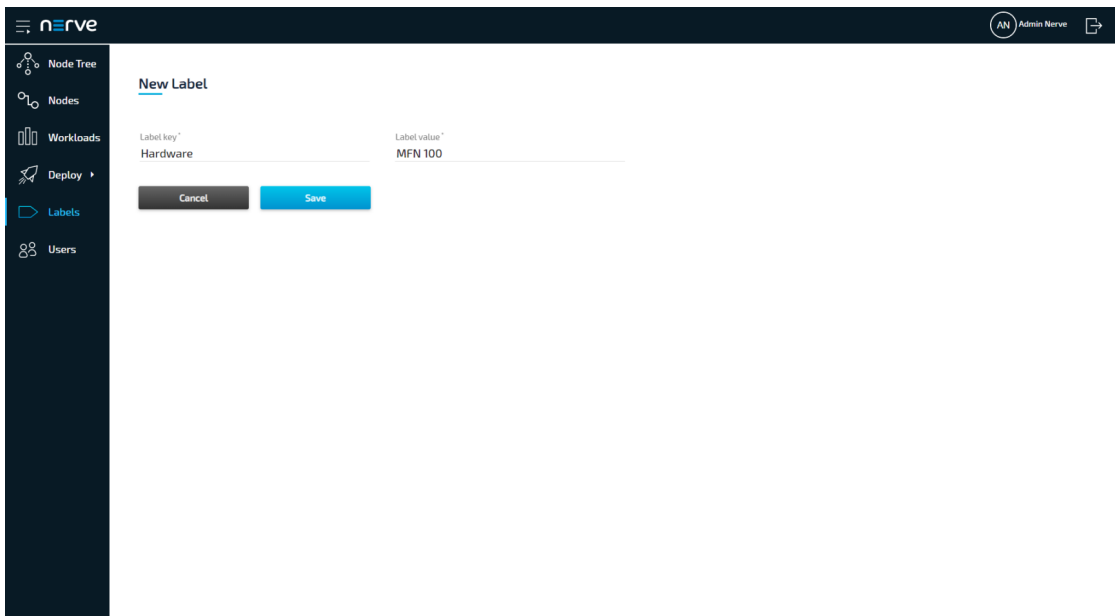 nerve
AN Admin Nerve
Node Tree
Nodes
Workloads
Deploy
Labels
Users
New Label
Label key *
Hardware
Label value *
MFN 100
Cancel
Save